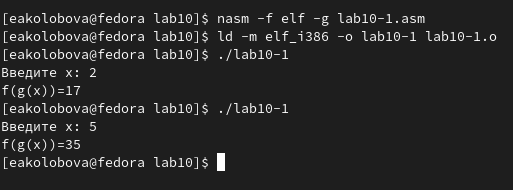 [eakolobova@fedora lab10]$ nasm -f elf -g lab10-1.asm
[eakolobova@fedora lab10]$ ld -m elf_i386 -o lab10-1 lab10-1.o
[eakolobova@fedora lab10]$ ./lab10-1
Введите x: 2
f(g(x))=17
[eakolobova@fedora lab10]$ ./lab10-1
Введите x: 5
f(g(x))=35
[eakolobova@fedora lab10]$